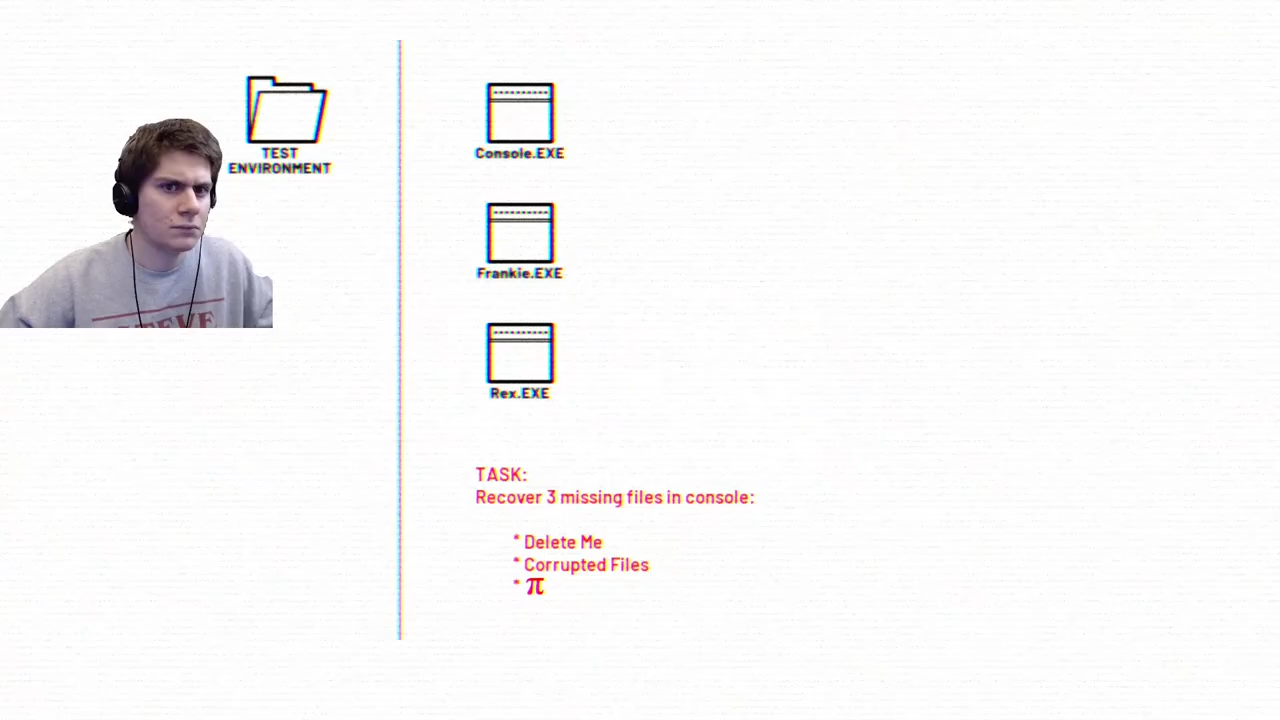 TEST
ENVIRONMENT
Console.EXE
Frankie.EXE
Rex.EXE
TASK:
Recover 3 missing files in console:
* Delete Me
* Corrupted Files
* π